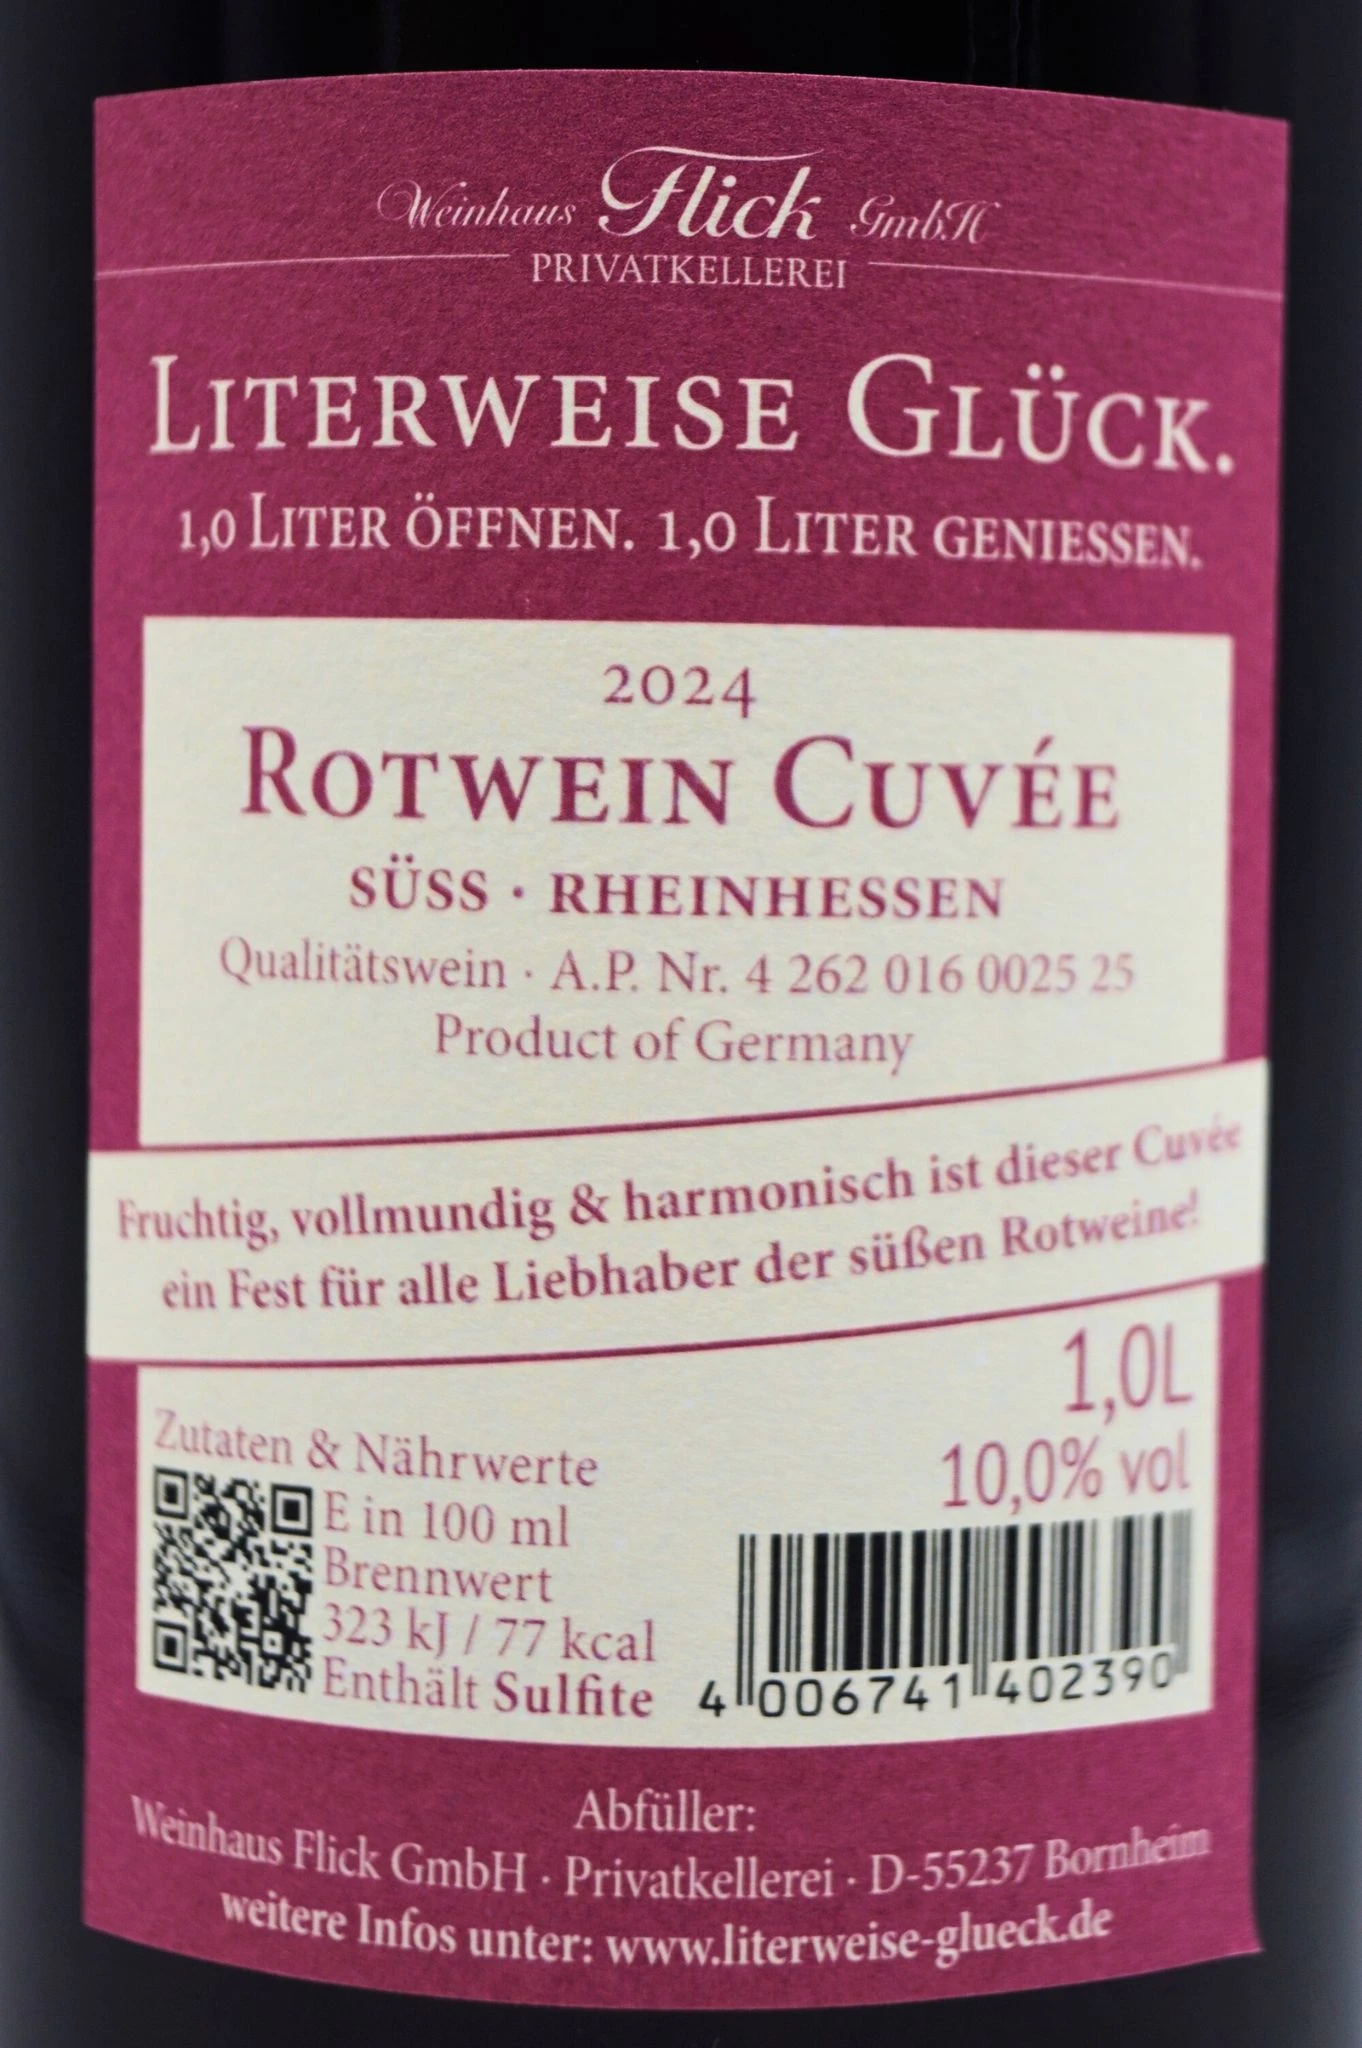 Weinhaus Flick GmbH
PRIVATKELLEREI
LITERWEISE GLÜCK.
1,0 LITER ÖFFNEN. 1,0 LITER GENIESSEN.
2024
ROTWEIN CUVÉE
SÜSS · RHEINHESSEN
Qualitätswein · A.P. Nr. 4 262 016 0025 25
Product of Germany
Fruchtig, vollmundig & harmonisch ist dieser Cuvée
ein Fest für alle Liebhaber der süßen Rotweine!
1,0L
10,0% vol
Zutaten & Nährwerte
E in 100 ml
Brennwert
323 kJ / 77 kcal
Enthält Sulfite
4 006741 402390
Abfüller:
Weinhaus Flick GmbH · Privatkellerei · D-55237 Bornheim
weitere Infos unter: www.literweise-glueck.de